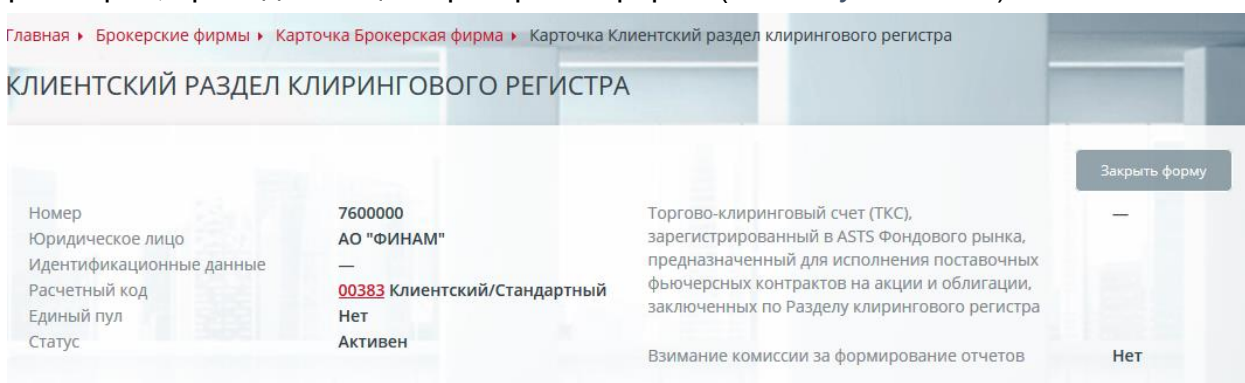 Главная ▸ Брокерские фирмы ▸ Карточка Брокерская фирма ▸ Карточка Клиентский раздел клирингового регистра
КЛИЕНТСКИЙ РАЗДЕЛ КЛИРИНГОВОГО РЕГИСТРА
Закрыть форму
Номер 7600000
Юридическое лицо АО "ФИНАМ"
Идентификационные данные —
Расчетный код 00383 Клиентский/Стандартный
Единый пул Нет
Статус Активен
Торгово-клиринговый счет (ТКС), —
зарегистрированный в ASTS Фондового рынка,
предназначенный для исполнения поставочных
фьючерсных контрактов на акции и облигации,
заключенных по Разделу клирингового регистра
Взимание комиссии за формирование отчетов Нет